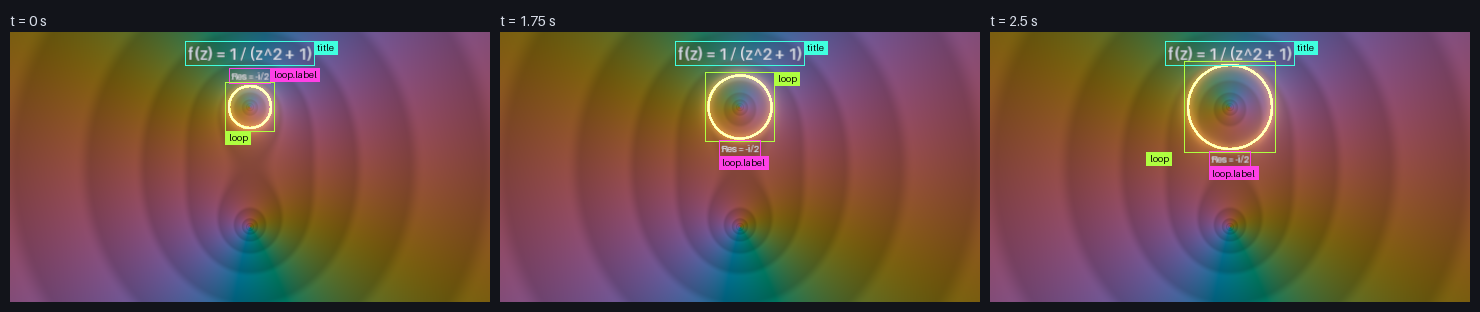 t = 0 s
f(z) = 1 / (z^2 + 1)
title
Res = -i/2
loop.label
loop
t = 1.75 s
f(z) = 1 / (z^2 + 1)
title
loop
Res = -i/2
loop.label
t = 2.5 s
f(z) = 1 / (z^2 + 1)
title
loop
Res = -i/2
loop.label